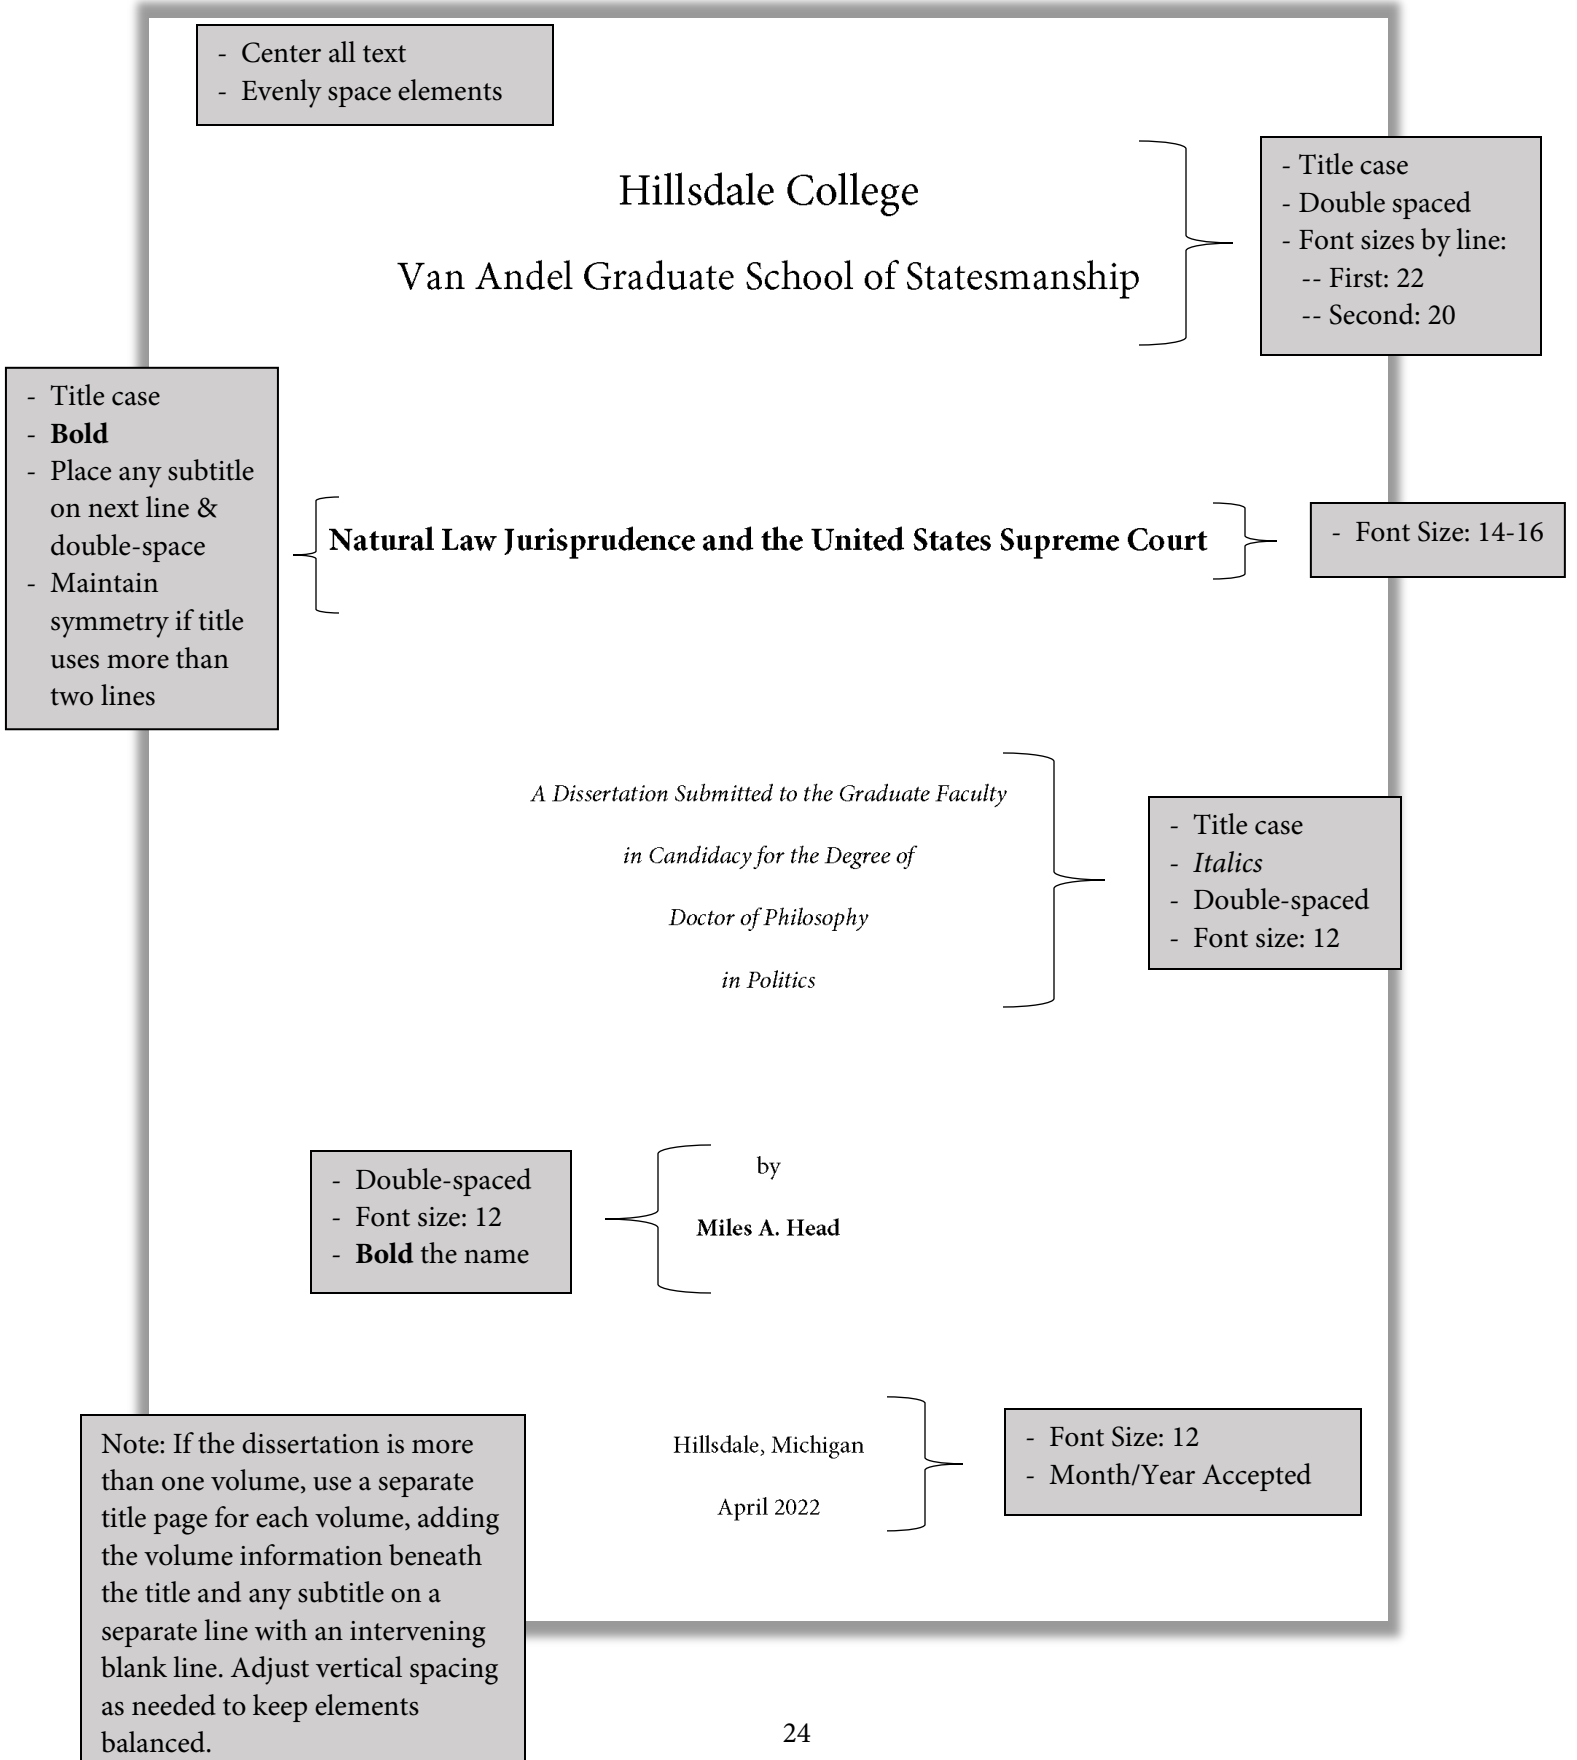 - Center all text
- Evenly space elements
Hillsdale College
Van Andel Graduate School of Statesmanship
- Title case
- Double spaced
- Font sizes by line:
-- First: 22
-- Second: 20
- Title case
- Bold
- Place any subtitle
on next line &
double-space
- Maintain
symmetry if title
uses more than
two lines
Natural Law Jurisprudence and the United States Supreme Court
- Font Size: 14-16
A Dissertation Submitted to the Graduate Faculty
in Candidacy for the Degree of
Doctor of Philosophy
in Politics
- Title case
- Italics
- Double-spaced
- Font size: 12
- Double-spaced
- Font size: 12
- Bold the name
by
Miles A. Head
Hillsdale, Michigan
April 2022
- Font Size: 12
- Month/Year Accepted
Note: If the dissertation is more
than one volume, use a separate
title page for each volume, adding
the volume information beneath
the title and any subtitle on a
separate line with an intervening
blank line. Adjust vertical spacing
as needed to keep elements
balanced.
24